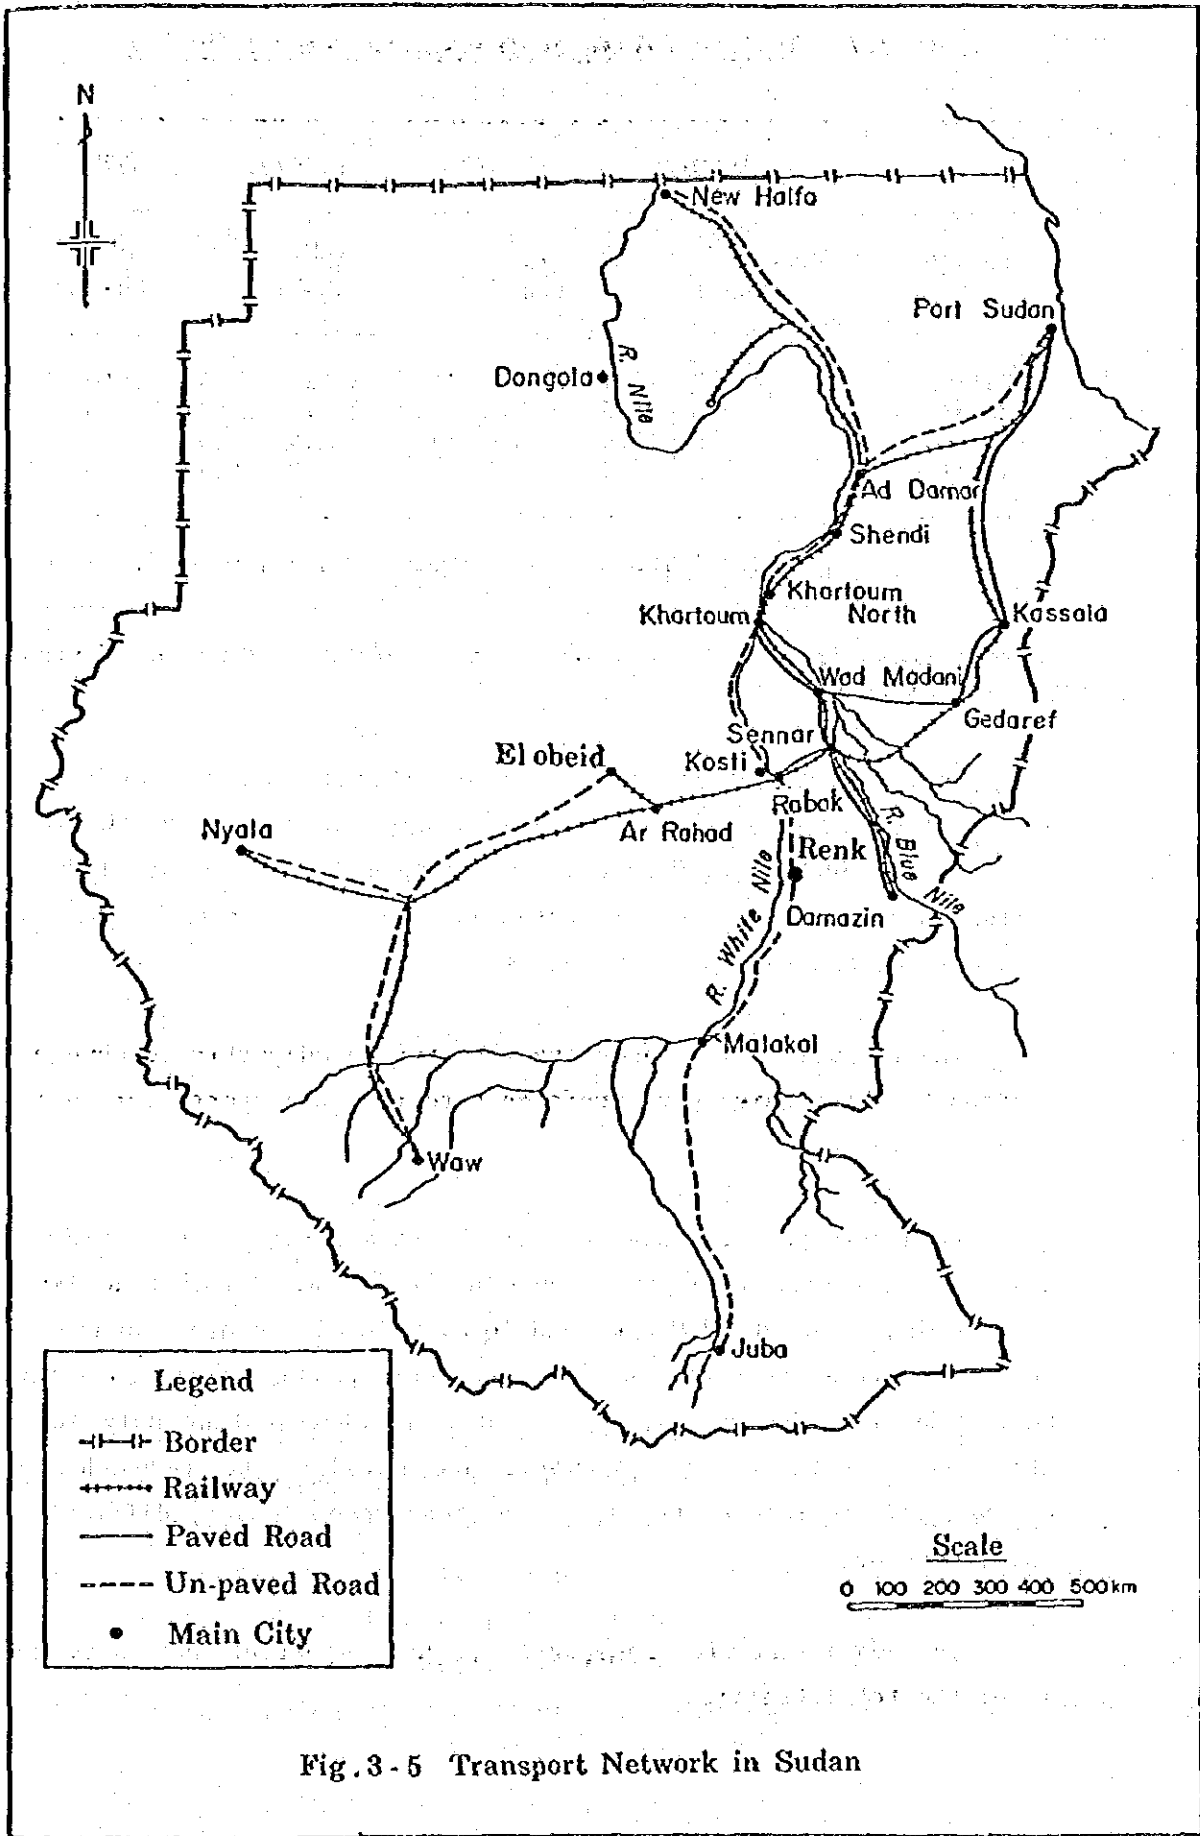 N
New Halfa
Port Sudan
Dongola
R. Nile
Ad Damar
Shendi
Khartoum
North
Khartoum
Kassala
Wad Madani
Gedaref
Sennar
El obeid
Kosti
Rabak
Ar Rahad
Nyala
R. Blue Nile
Renk
R. White Nile
Damazin
Malakal
Waw
Juba
Legend
Border
Railway
Paved Road
Un-paved Road
Main City
Scale
0 100 200 300 400 500km
Fig.3-5 Transport Network in Sudan